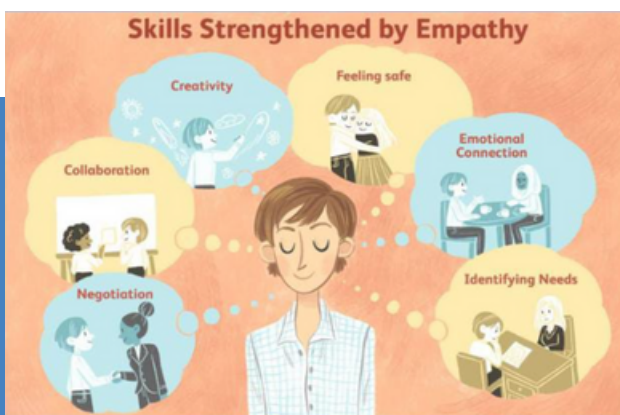 Skills Strengthened by Empathy
Creativity
Feeling safe
Collaboration
Emotional
Connection
Negotiation
Identifying Needs